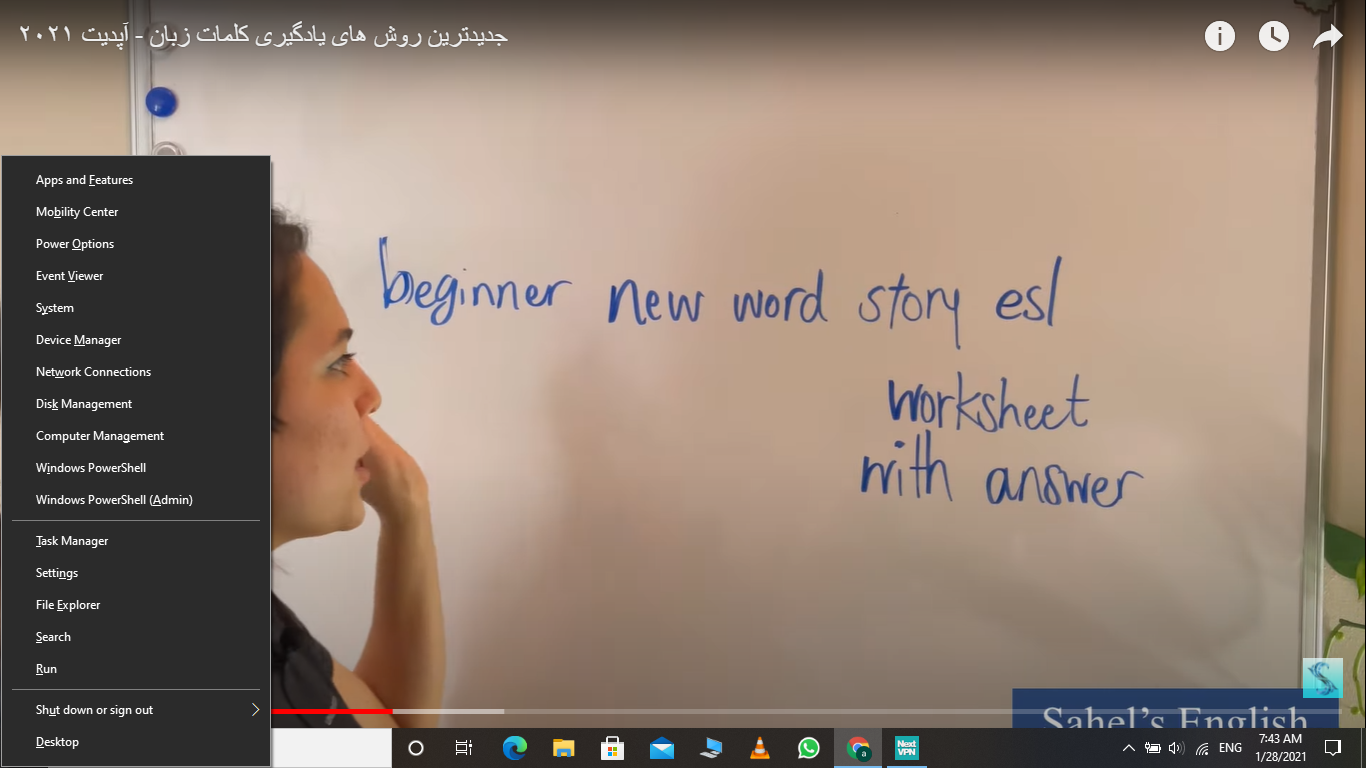 جدیدترین روش های یادگیری کلمات زبان - آپدیت ۲۰۲۱
beginner new word story esl
worksheet
with answer
Apps and Features
Mobility Center
Power Options
Event Viewer
System
Device Manager
Network Connections
Disk Management
Computer Management
Windows PowerShell
Windows PowerShell (Admin)
Task Manager
Settings
File Explorer
Search
Run
Shut down or sign out
Desktop
Sahel's English
a
Next
VPN
ENG
7:43 AM
1/28/2021